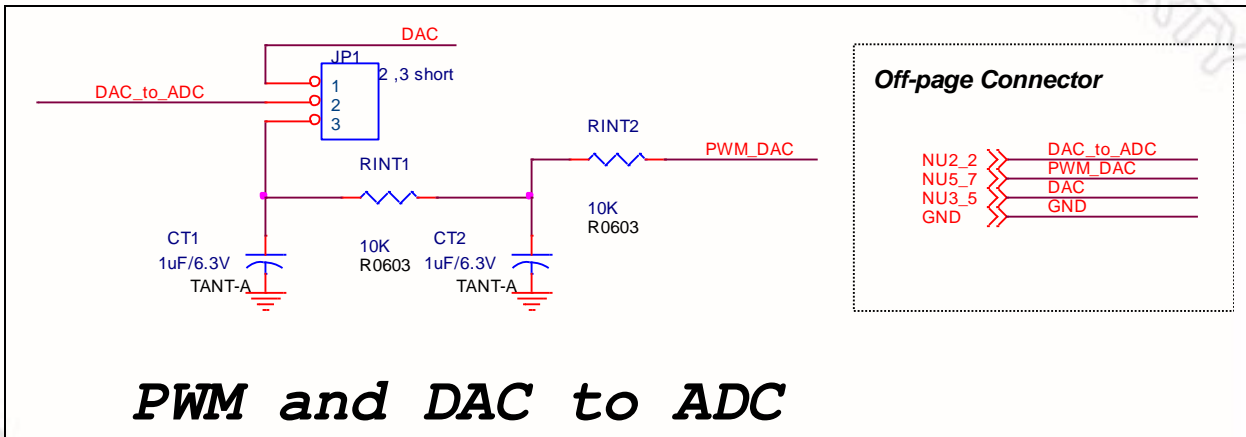 DAC
JP1
2 ,3 short
1
DAC_to_ADC
2
3
RINT2
PWM_DAC
RINT1
10K
R0603
CT1
1uF/6.3V
TANT-A
10K
R0603
CT2
1uF/6.3V
TANT-A
Off-page Connector
NU2_2 DAC_to_ADC
NU5_7 PWM_DAC
NU3_5 DAC
GND GND
PWM and DAC to ADC